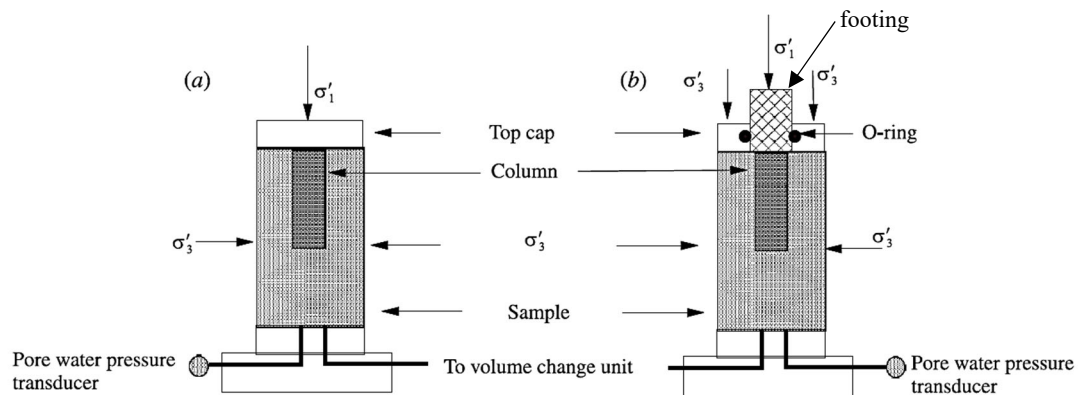 footing
(a)
σ′₁
(b)
σ′₁
σ′₃
σ′₃
Top cap
O-ring
Column
σ′₃
σ′₃
σ′₃
Sample
Pore water pressure
transducer
To volume change unit
Pore water pressure
transducer